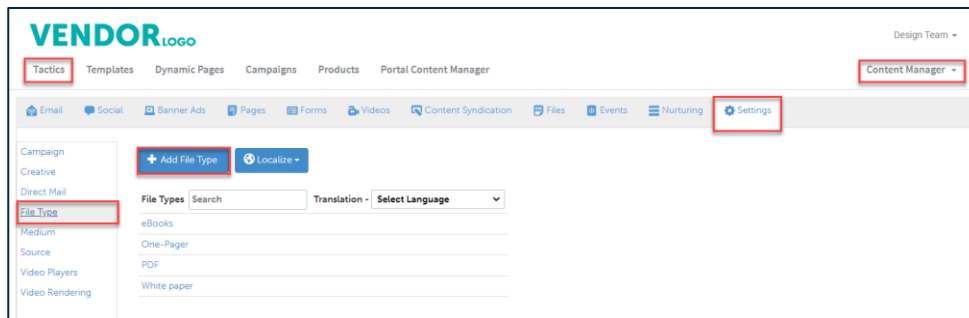 VENDORLOGO
Design Team
Tactics Templates Dynamic Pages Campaigns Products Portal Content Manager Content Manager
Email Social Banner Ads Pages Forms Videos Content Syndication Files Events Nurturing Settings
Campaign
Creative
Direct Mail
File Type
Medium
Source
Video Players
Video Rendering
+ Add File Type Localize
File Types Search Translation - Select Language
eBooks
One-Pager
PDF
White paper